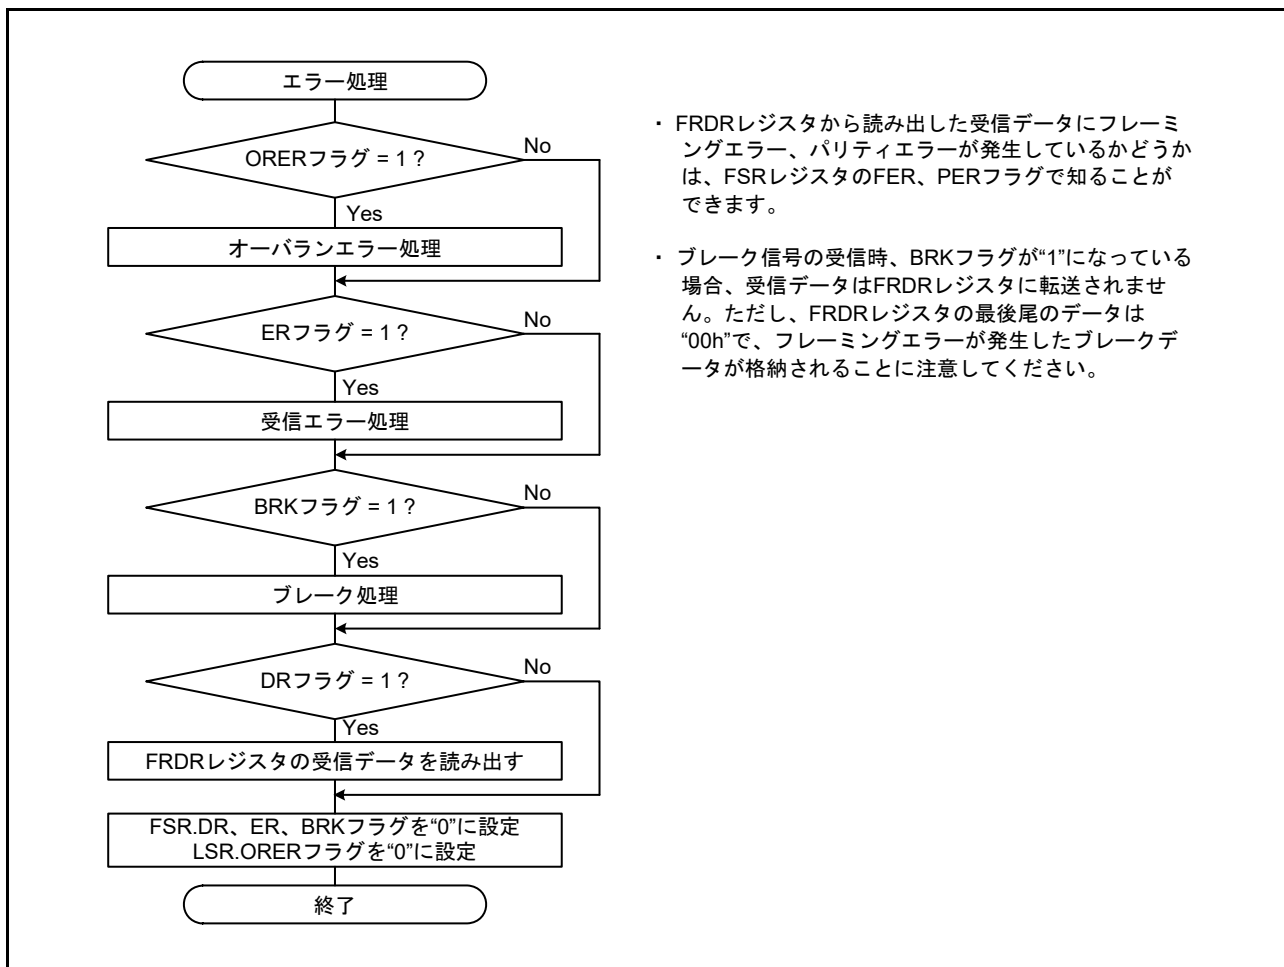 エラー処理
ORERフラグ = 1 ?
No
Yes
オーバランエラー処理
ERフラグ = 1 ?
No
Yes
受信エラー処理
BRKフラグ = 1 ?
No
Yes
ブレーク処理
DRフラグ = 1 ?
No
Yes
FRDRレジスタの受信データを読み出す
FSR.DR、ER、BRKフラグを“0”に設定
LSR.ORERフラグを“0”に設定
終了
・ FRDRレジスタから読み出した受信データにフレーミ
ングエラー、パリティエラーが発生しているかどうか
は、FSRレジスタのFER、PERフラグで知ることが
できます。
・ ブレーク信号の受信時、BRKフラグが“1”になっている
場合、受信データはFRDRレジスタに転送されませ
ん。ただし、FRDRレジスタの最後尾のデータは
“00h”で、フレーミングエラーが発生したブレークデ
ータが格納されることに注意してください。